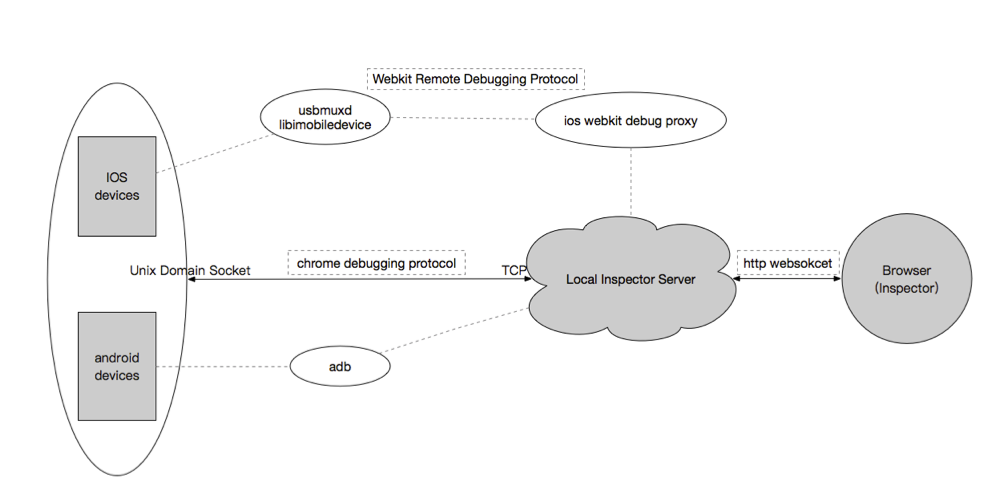 Webkit Remote Debugging Protocol
usbmuxd
libimobiledevice
ios webkit debug proxy
IOS
devices
Unix Domain Socket
chrome debugging protocol
TCP
Local Inspector Server
http websokcet
Browser
(Inspector)
android
devices
adb